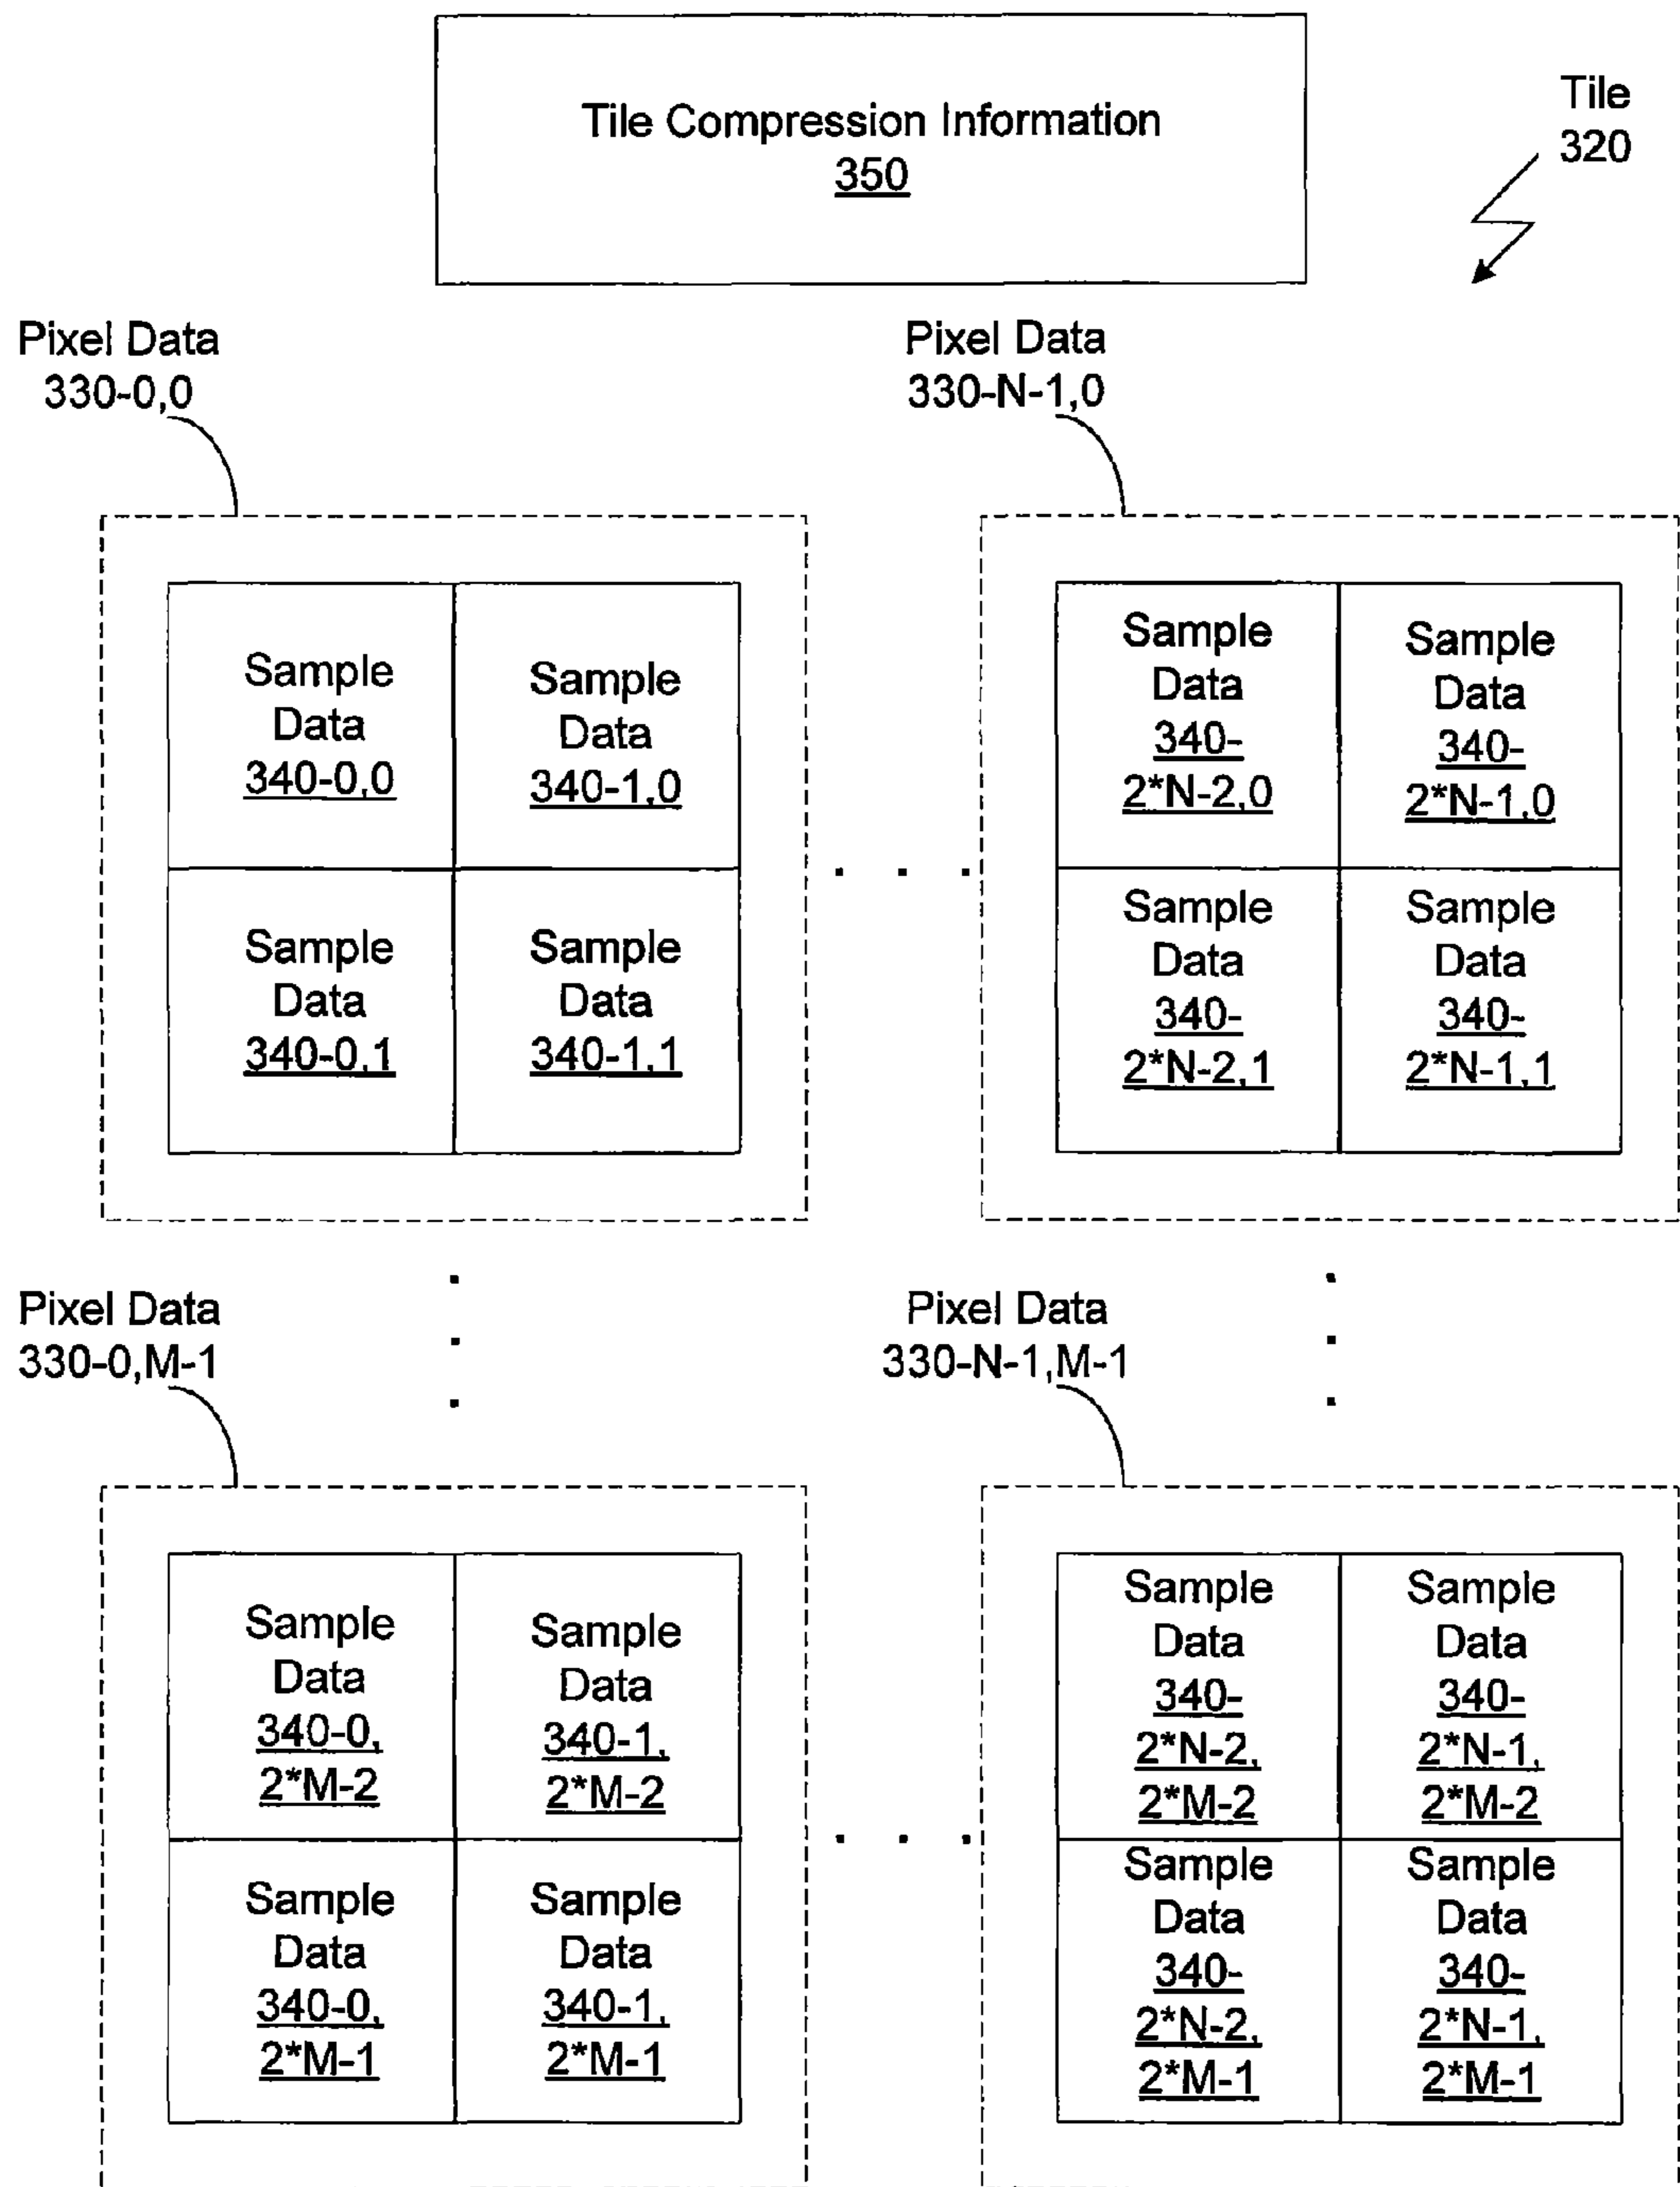 Tile Compression Information
350
Tile
320
Pixel Data
330-0,0
Pixel Data
330-N-1,0
Sample
Data
340-0,0
Sample
Data
340-1,0
Sample
Data
340-
2*N-2,0
Sample
Data
340-
2*N-1,0
Sample
Data
340-0,1
Sample
Data
340-1,1
Sample
Data
340-
2*N-2,1
Sample
Data
340-
2*N-1,1
Pixel Data
330-0,M-1
Pixel Data
330-N-1,M-1
Sample
Data
340-0,
2*M-2
Sample
Data
340-1,
2*M-2
Sample
Data
340-
2*N-2,
2*M-2
Sample
Data
340-
2*N-1,
2*M-2
Sample
Data
340-0,
2*M-1
Sample
Data
340-1,
2*M-1
Sample
Data
340-
2*N-2,
2*M-1
Sample
Data
340-
2*N-1,
2*M-1